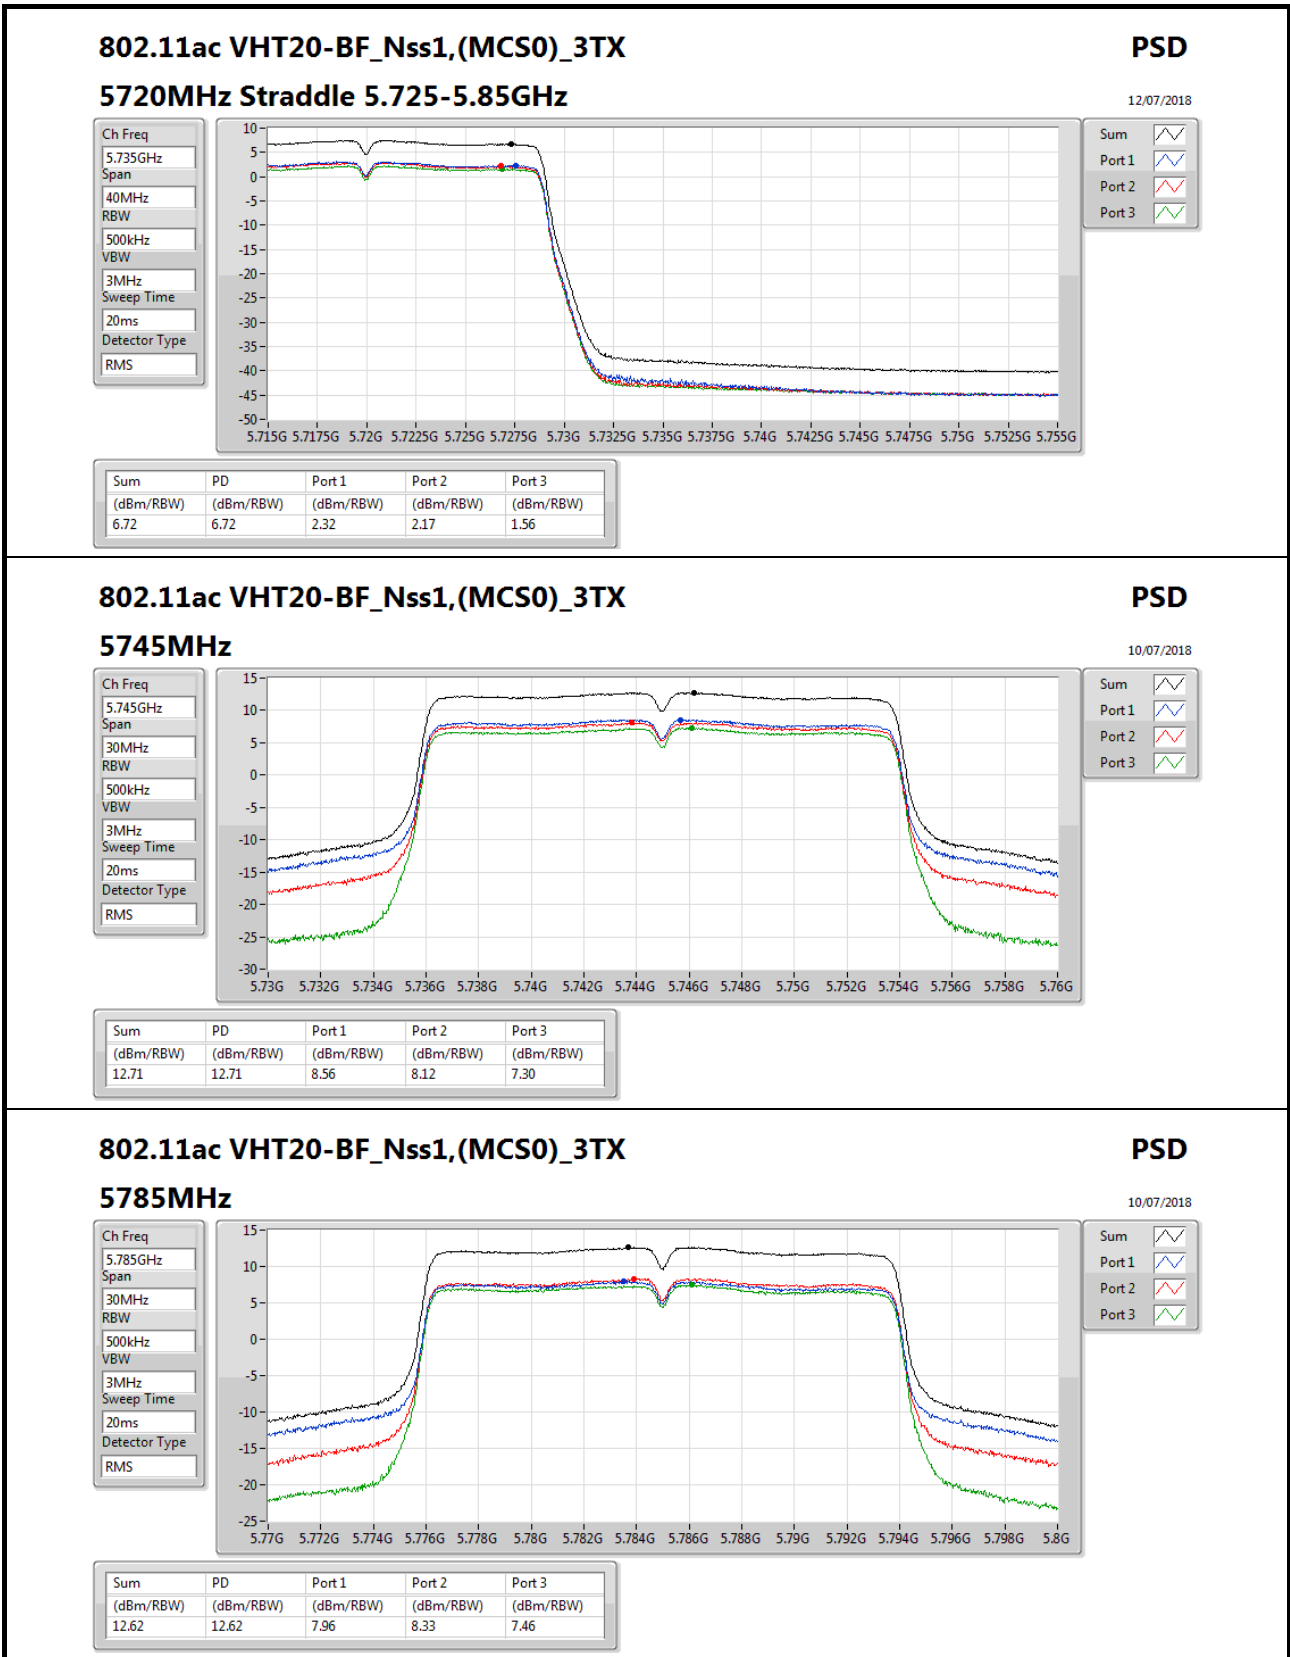 802.11ac VHT20-BF_Nss1,(MCS0)_3TX PSD
5720MHz Straddle 5.725-5.85GHz 12/07/2018
Ch Freq
5.735GHz
Span
40MHz
RBW
500kHz
VBW
3MHz
Sweep Time
20ms
Detector Type
RMS
10
5
0
-5
-10
-15
-20
-25
-30
-35
-40
-45
-50
5.715G 5.7175G 5.72G 5.7225G 5.725G 5.7275G 5.73G 5.7325G 5.735G 5.7375G 5.74G 5.7425G 5.745G 5.7475G 5.75G 5.7525G 5.755G
Sum
Port 1
Port 2
Port 3
Sum PD Port 1 Port 2 Port 3
(dBm/RBW) (dBm/RBW) (dBm/RBW) (dBm/RBW) (dBm/RBW)
6.72 6.72 2.32 2.17 1.56
802.11ac VHT20-BF_Nss1,(MCS0)_3TX PSD
5745MHz 10/07/2018
Ch Freq
5.745GHz
Span
30MHz
RBW
500kHz
VBW
3MHz
Sweep Time
20ms
Detector Type
RMS
15
10
5
0
-5
-10
-15
-20
-25
-30
5.73G 5.732G 5.734G 5.736G 5.738G 5.74G 5.742G 5.744G 5.746G 5.748G 5.75G 5.752G 5.754G 5.756G 5.758G 5.76G
Sum
Port 1
Port 2
Port 3
Sum PD Port 1 Port 2 Port 3
(dBm/RBW) (dBm/RBW) (dBm/RBW) (dBm/RBW) (dBm/RBW)
12.71 12.71 8.56 8.12 7.30
802.11ac VHT20-BF_Nss1,(MCS0)_3TX PSD
5785MHz 10/07/2018
Ch Freq
5.785GHz
Span
30MHz
RBW
500kHz
VBW
3MHz
Sweep Time
20ms
Detector Type
RMS
15
10
5
0
-5
-10
-15
-20
-25
5.77G 5.772G 5.774G 5.776G 5.778G 5.78G 5.782G 5.784G 5.786G 5.788G 5.79G 5.792G 5.794G 5.796G 5.798G 5.8G
Sum
Port 1
Port 2
Port 3
Sum PD Port 1 Port 2 Port 3
(dBm/RBW) (dBm/RBW) (dBm/RBW) (dBm/RBW) (dBm/RBW)
12.62 12.62 7.96 8.33 7.46